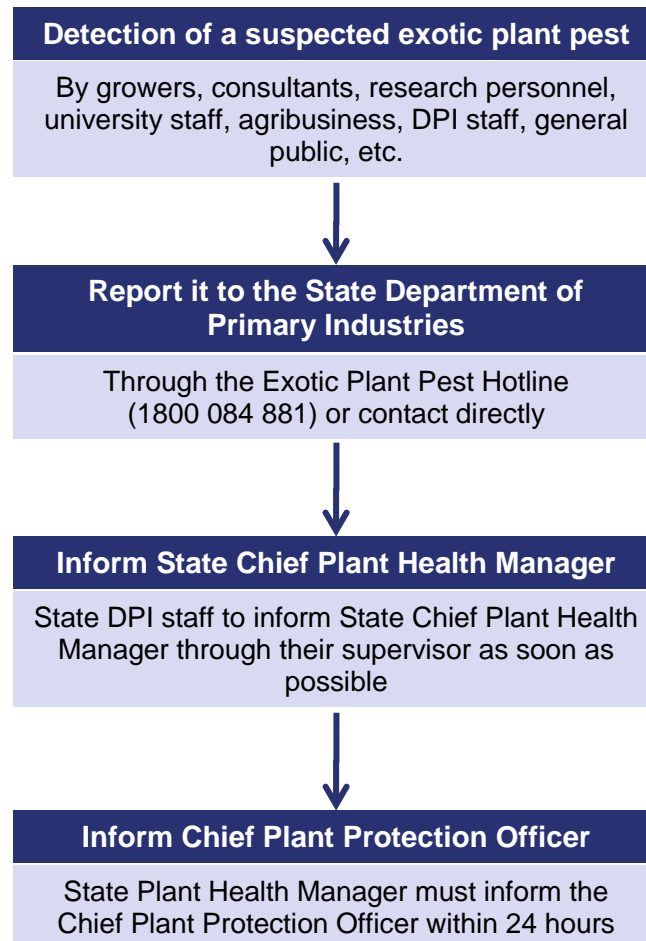 Detection of a suspected exotic plant pest
By growers, consultants, research personnel,
university staff, agribusiness, DPI staff, general
public, etc.
Report it to the State Department of
Primary Industries
Through the Exotic Plant Pest Hotline
(1800 084 881) or contact directly
Inform State Chief Plant Health Manager
State DPI staff to inform State Chief Plant Health
Manager through their supervisor as soon as
possible
Inform Chief Plant Protection Officer
State Plant Health Manager must inform the
Chief Plant Protection Officer within 24 hours